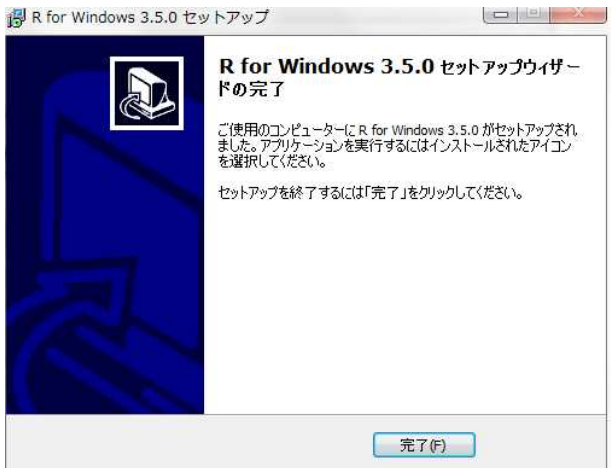 R for Windows 3.5.0 セットアップ
R for Windows 3.5.0 セットアップウィザー
ドの完了
ご使用のコンピューターに R for Windows 3.5.0 がセットアップされ
ました。アプリケーションを実行するにはインストールされたアイコン
を選択してください。
セットアップを終了するには「完了」をクリックしてください。
完了(F)